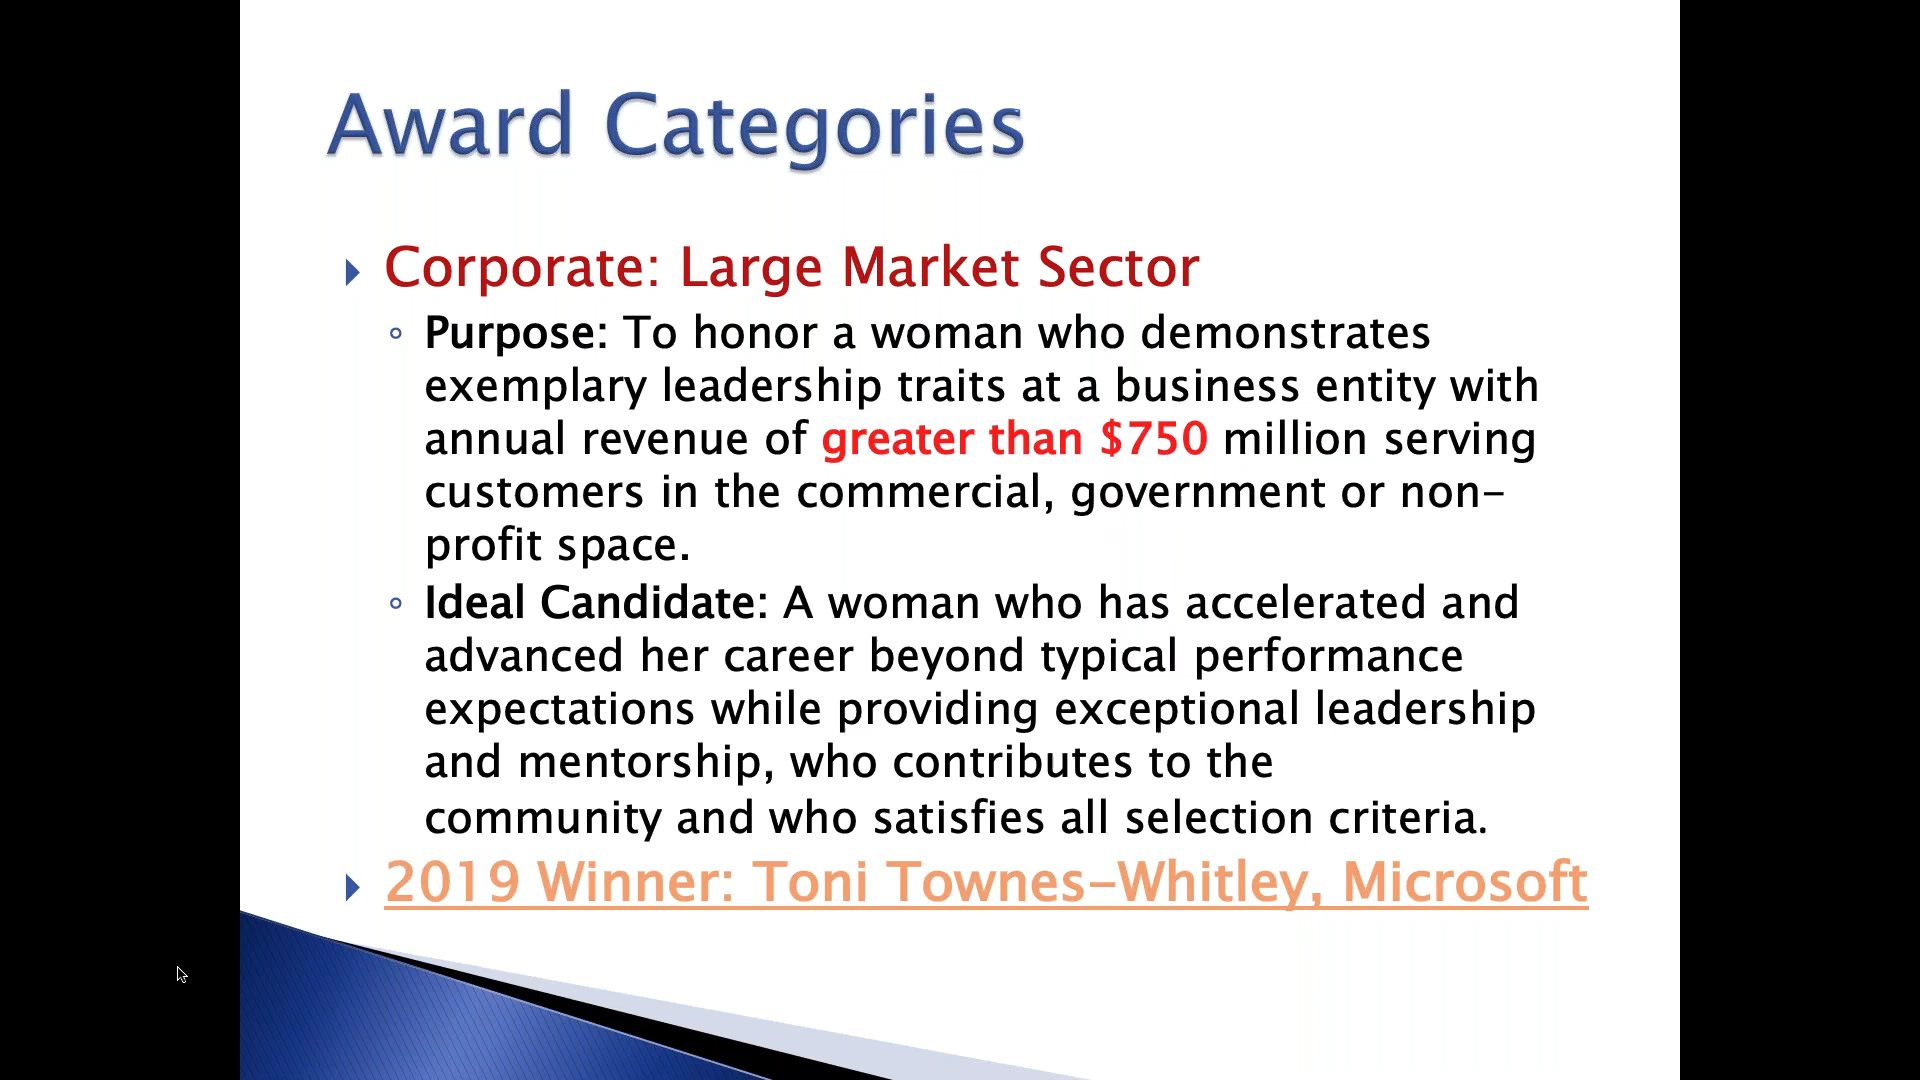 Award Categories
Corporate: Large Market Sector
Purpose: To honor a woman who demonstrates
exemplary leadership traits at a business entity with
annual revenue of greater than $750 million serving
customers in the commercial, government or non-
profit space.
Ideal Candidate: A woman who has accelerated and
advanced her career beyond typical performance
expectations while providing exceptional leadership
and mentorship, who contributes to the
community and who satisfies all selection criteria.
2019 Winner: Toni Townes-Whitley, Microsoft